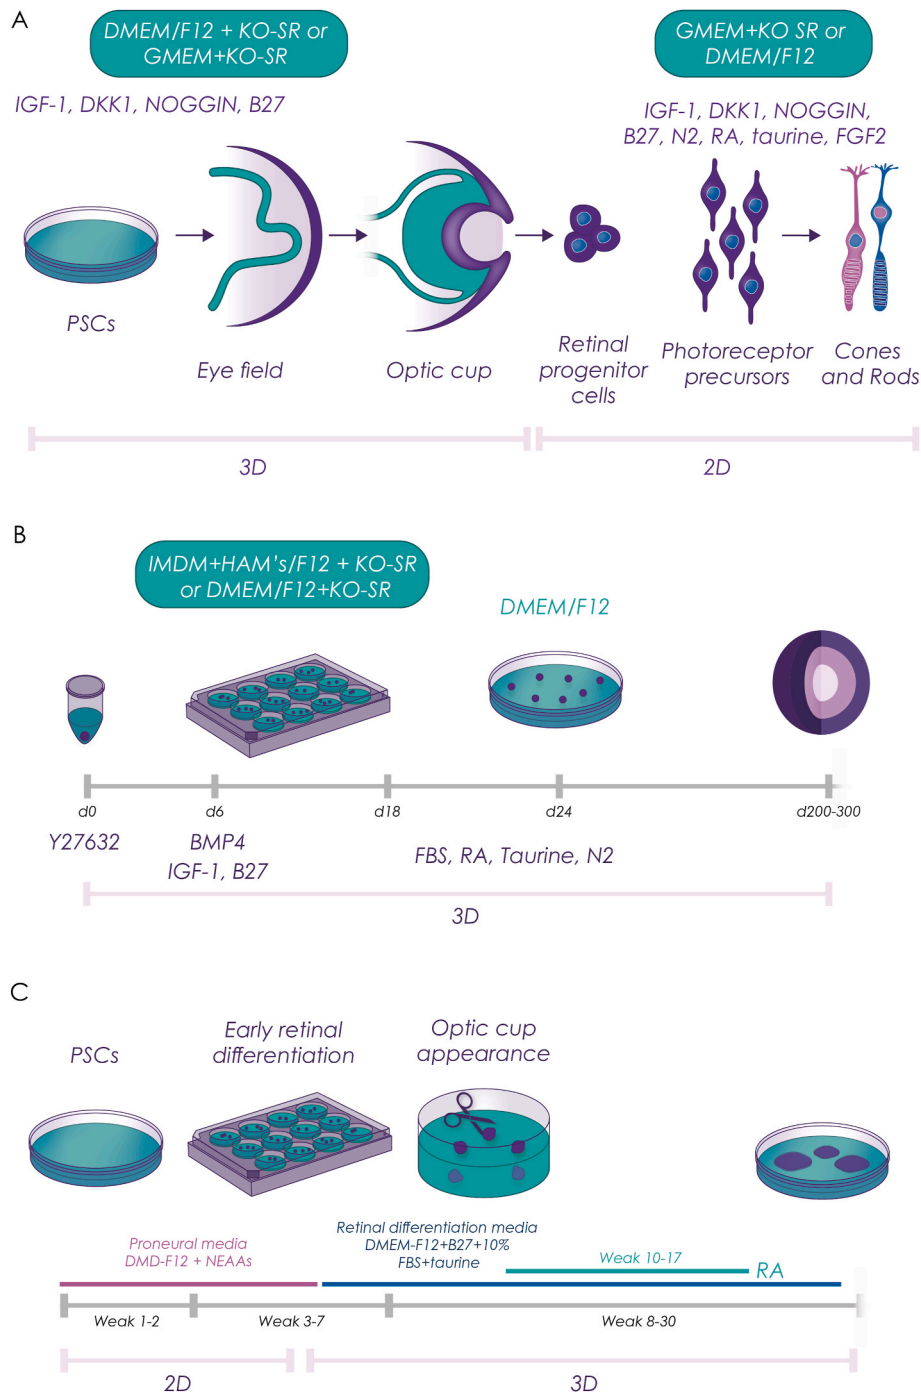 A
DMEM/F12 + KO-SR or
GMEM+KO-SR
GMEM+KO SR or
DMEM/F12
IGF-1, DKK1, NOGGIN, B27
IGF-1, DKK1, NOGGIN,
B27, N2, RA, taurine, FGF2
PSCs
Eye field
Optic cup
Retinal
progenitor
cells
Photoreceptor
precursors
Cones
and Rods
3D
2D
B
IMDM+HAM's/F12 + KO-SR
or DMEM/F12+KO-SR
DMEM/F12
d0
d6
d18
d24
d200-300
Y27632
BMP4
IGF-1, B27
FBS, RA, Taurine, N2
3D
C
PSCs
Early retinal
differentiation
Optic cup
appearance
Proneural media
DMD-F12 + NEAAs
Retinal differentiation media
DMEM-F12+B27+10%
FBS+taurine
Weak 10-17
RA
Weak 1-2
Weak 3-7
Weak 8-30
2D
3D